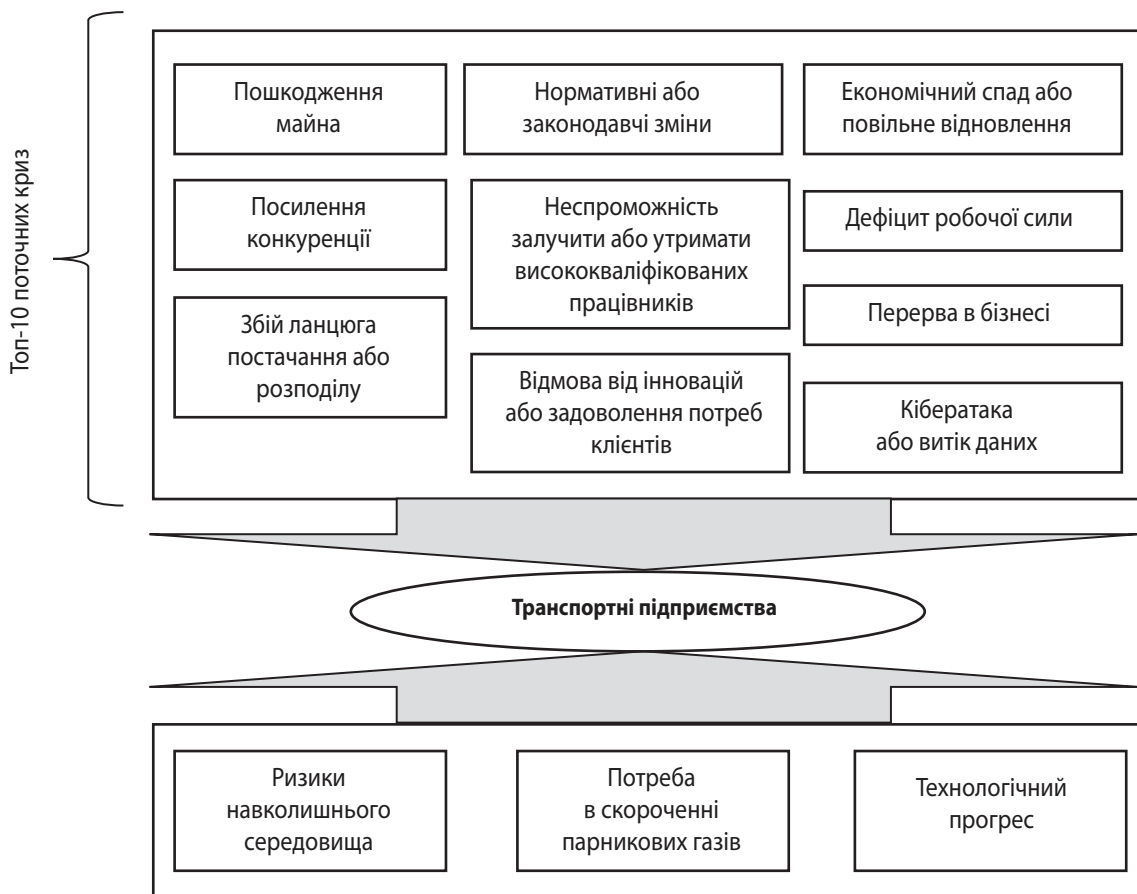 Топ-10 поточних криз
Пошкодження
майна
Нормативні або
законодавчі зміни
Економічний спад або
повільне відновлення
Посилення
конкуренції
Неспроможність
залучити або утримати
висококваліфікованих
працівників
Дефіцит робочої сили
Збій ланцюга
постачання або
розподілу
Перерва в бізнесі
Відмова від інновацій
або задоволення потреб
клієнтів
Кібератака
або витік даних
Транспортні підприємства
Ризики
навколишнього
середовища
Потреба
в скороченні
парникових газів
Технологічний
прогрес